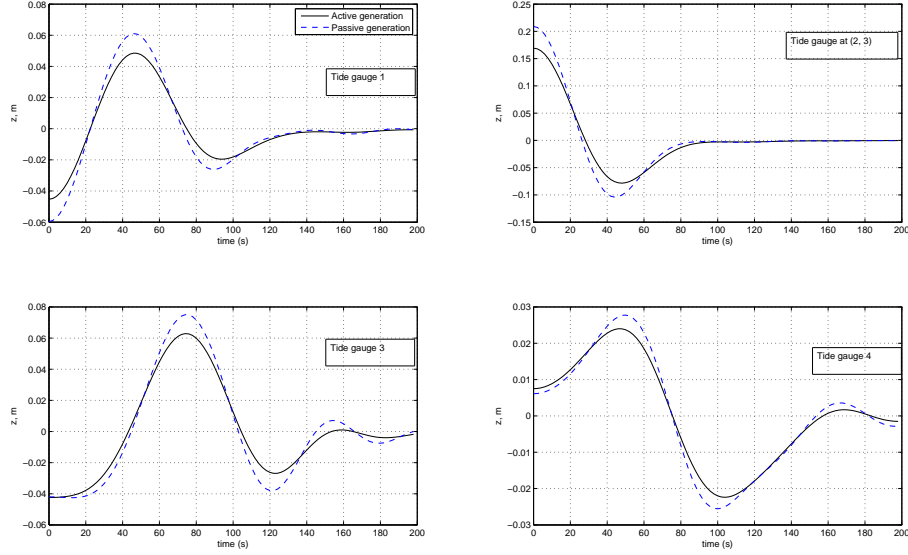 0.08
0.06
0.04
0.02
0
−0.02
−0.04
−0.06
z, m
0 20 40 60 80 100 120 140 160 180 200
time (s)
Active generation
Passive generation
Tide gauge 1
0.25
0.2
0.15
0.1
0.05
0
−0.05
−0.1
−0.15
z, m
0 20 40 60 80 100 120 140 160 180 200
time (s)
Tide gauge at (2, 3)
0.08
0.06
0.04
0.02
0
−0.02
−0.04
−0.06
z, m
0 20 40 60 80 100 120 140 160 180 200
time (s)
Tide gauge 3
0.03
0.02
0.01
0
−0.01
−0.02
−0.03
z, m
0 20 40 60 80 100 120 140 160 180 200
time (s)
Tide gauge 4